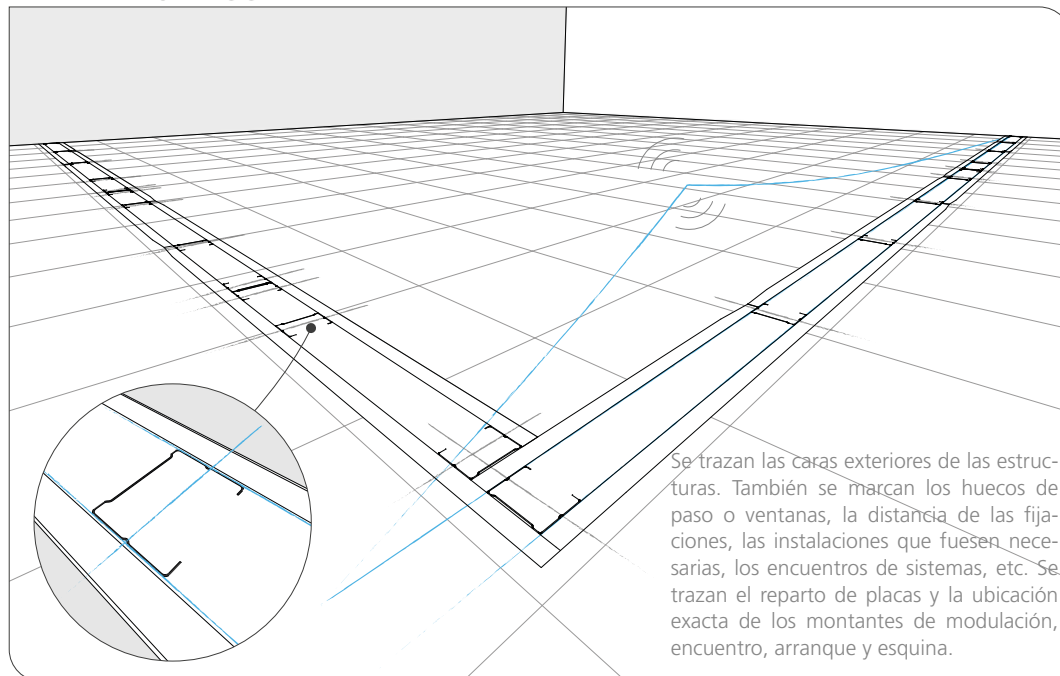 Se trazan las caras exteriores de las estruc-
turas. También se marcan los huecos de
paso o ventanas, la distancia de las fija-
ciones, las instalaciones que fuesen nece-
sarias, los encuentros de sistemas, etc. Se
trazan el reparto de placas y la ubicación
exacta de los montantes de modulación,
encuentro, arranque y esquina.